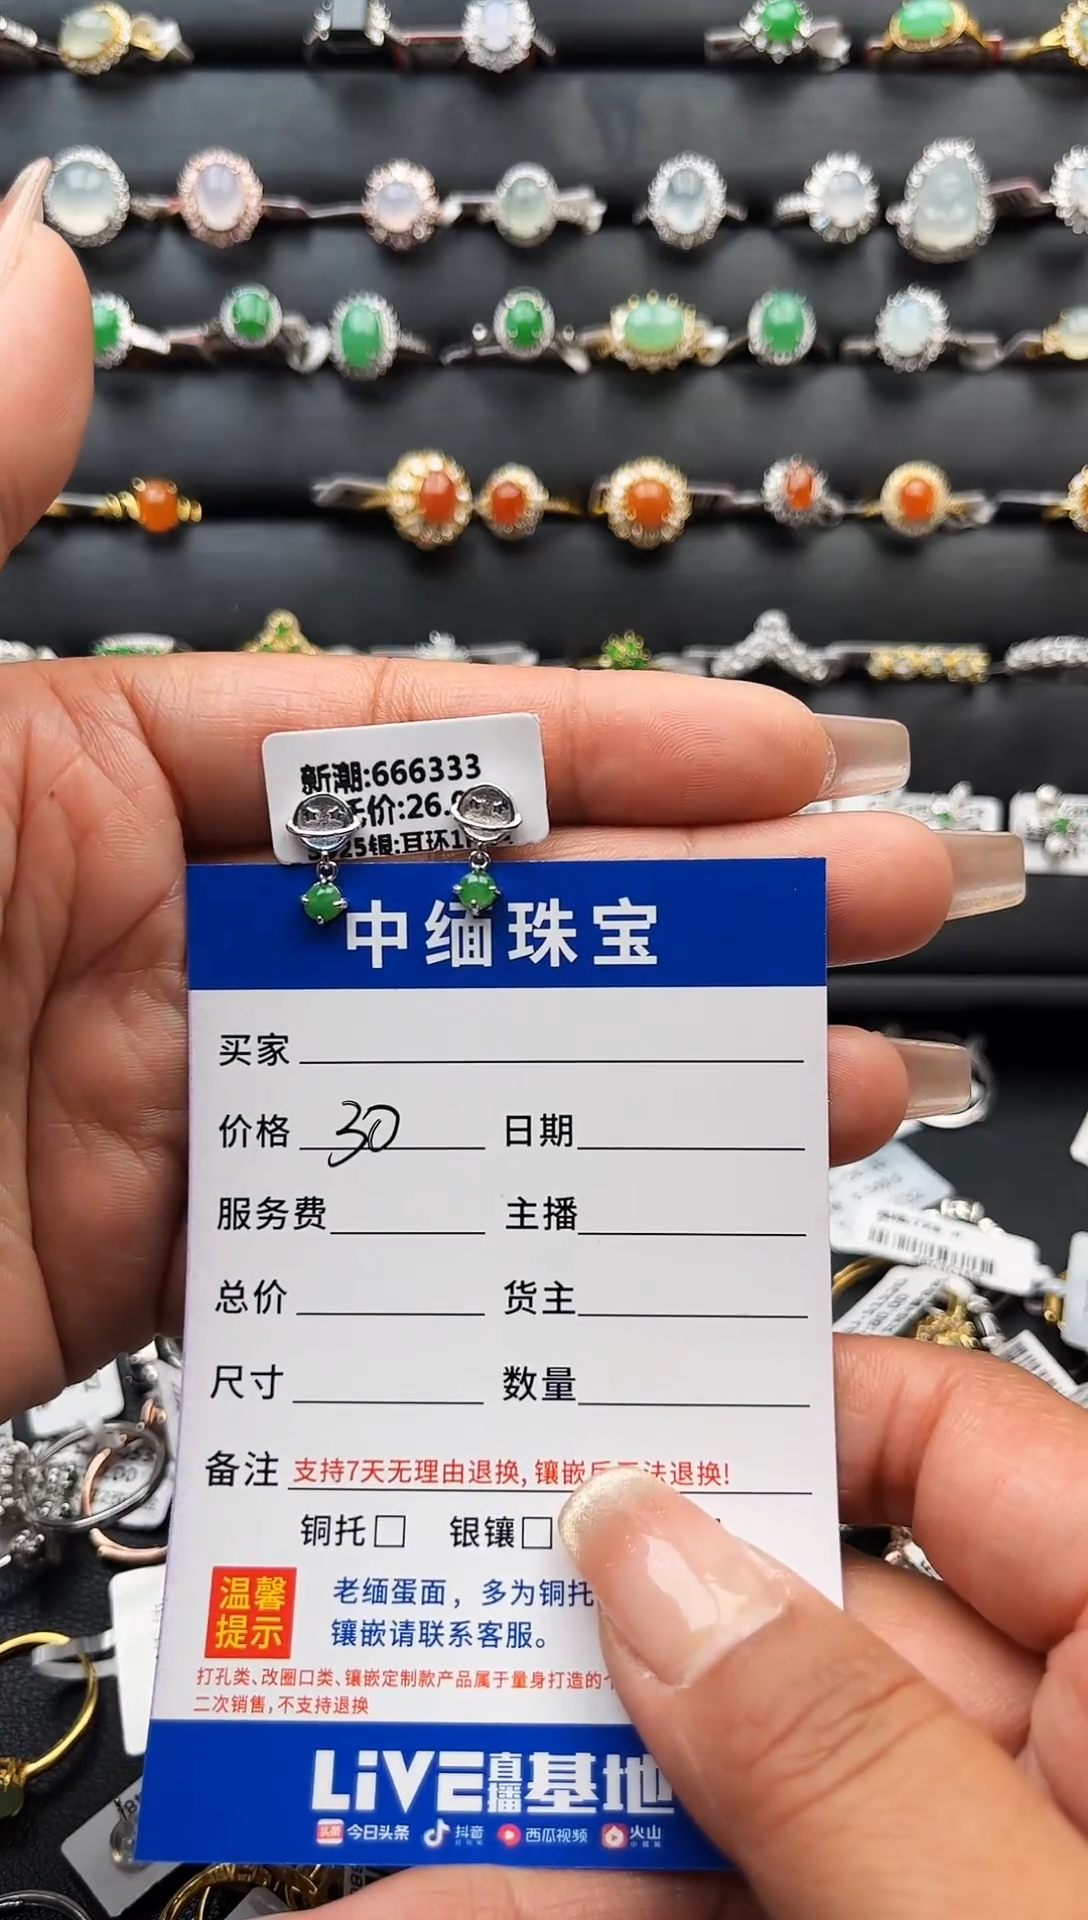 新潮:666333
价:26.
25银:耳环1
中缅珠宝
买家
价格 30 日期
服务费 主播
总价 货主
尺寸 数量
备注 支持7天无理由退换,镶嵌后无法退换!
铜托□ 银镶□
温馨提示
老缅蛋面，多为铜托
镶嵌请联系客服。
打孔类、改圈口类、镶嵌定制款产品属于量身打造的
二次销售,不支持退换
LiVE直播基地
头条 今日头条 抖音 西瓜视频 火山